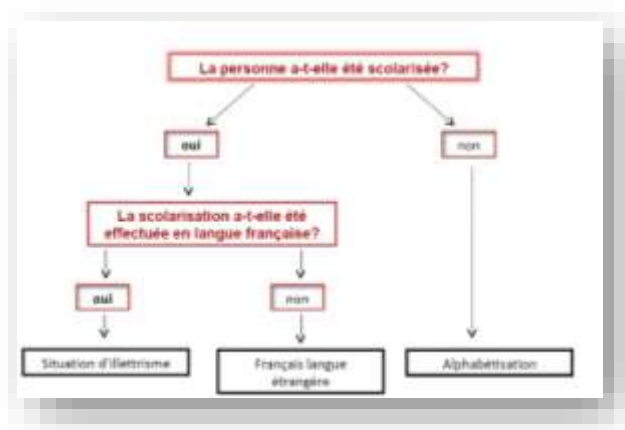 La personne a-t-elle été scolarisée?
oui
non
La scolarisation a-t-elle été
effectuée en langue française?
oui
non
Situation d'illettrisme
Français langue
étrangère
Alphabétisation